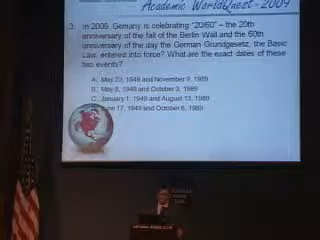 Academic WorldQuest - 2009
3. In 2009, Gemany is celebrating "20/60" – the 20th
anniversary of the fall of the Berlin Wall and the 60th
anniversary of the day the German Grundgesetz, the Basic
Law, entered into force? What are the exact dates of these
two events?
A. May 23, 1949 and November 9, 1989
B. May 8, 1949 and October 3, 1989
C. January 1, 1949 and August 13, 1989
June 17, 1949 and October 6, 1989